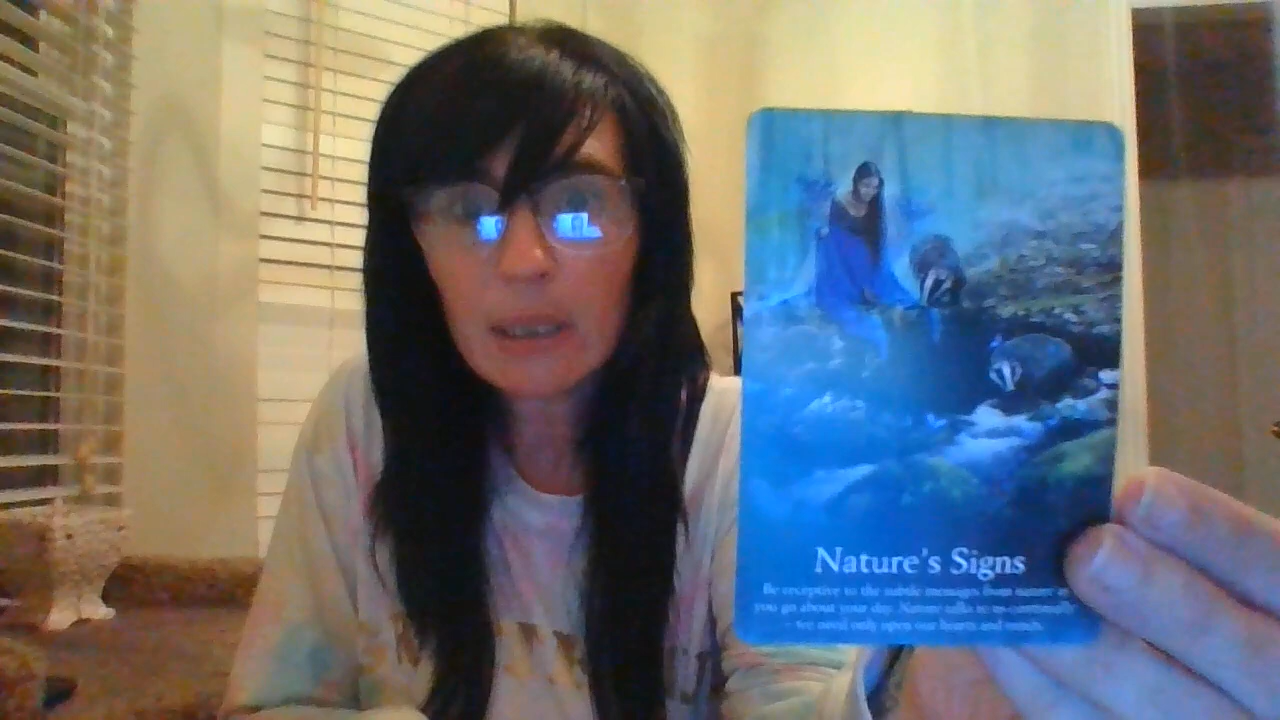 Nature's Signs
Be receptive to the subtle messages from nature as
you go about your day. Nature talks to us continually
- we need only open our hearts and minds.